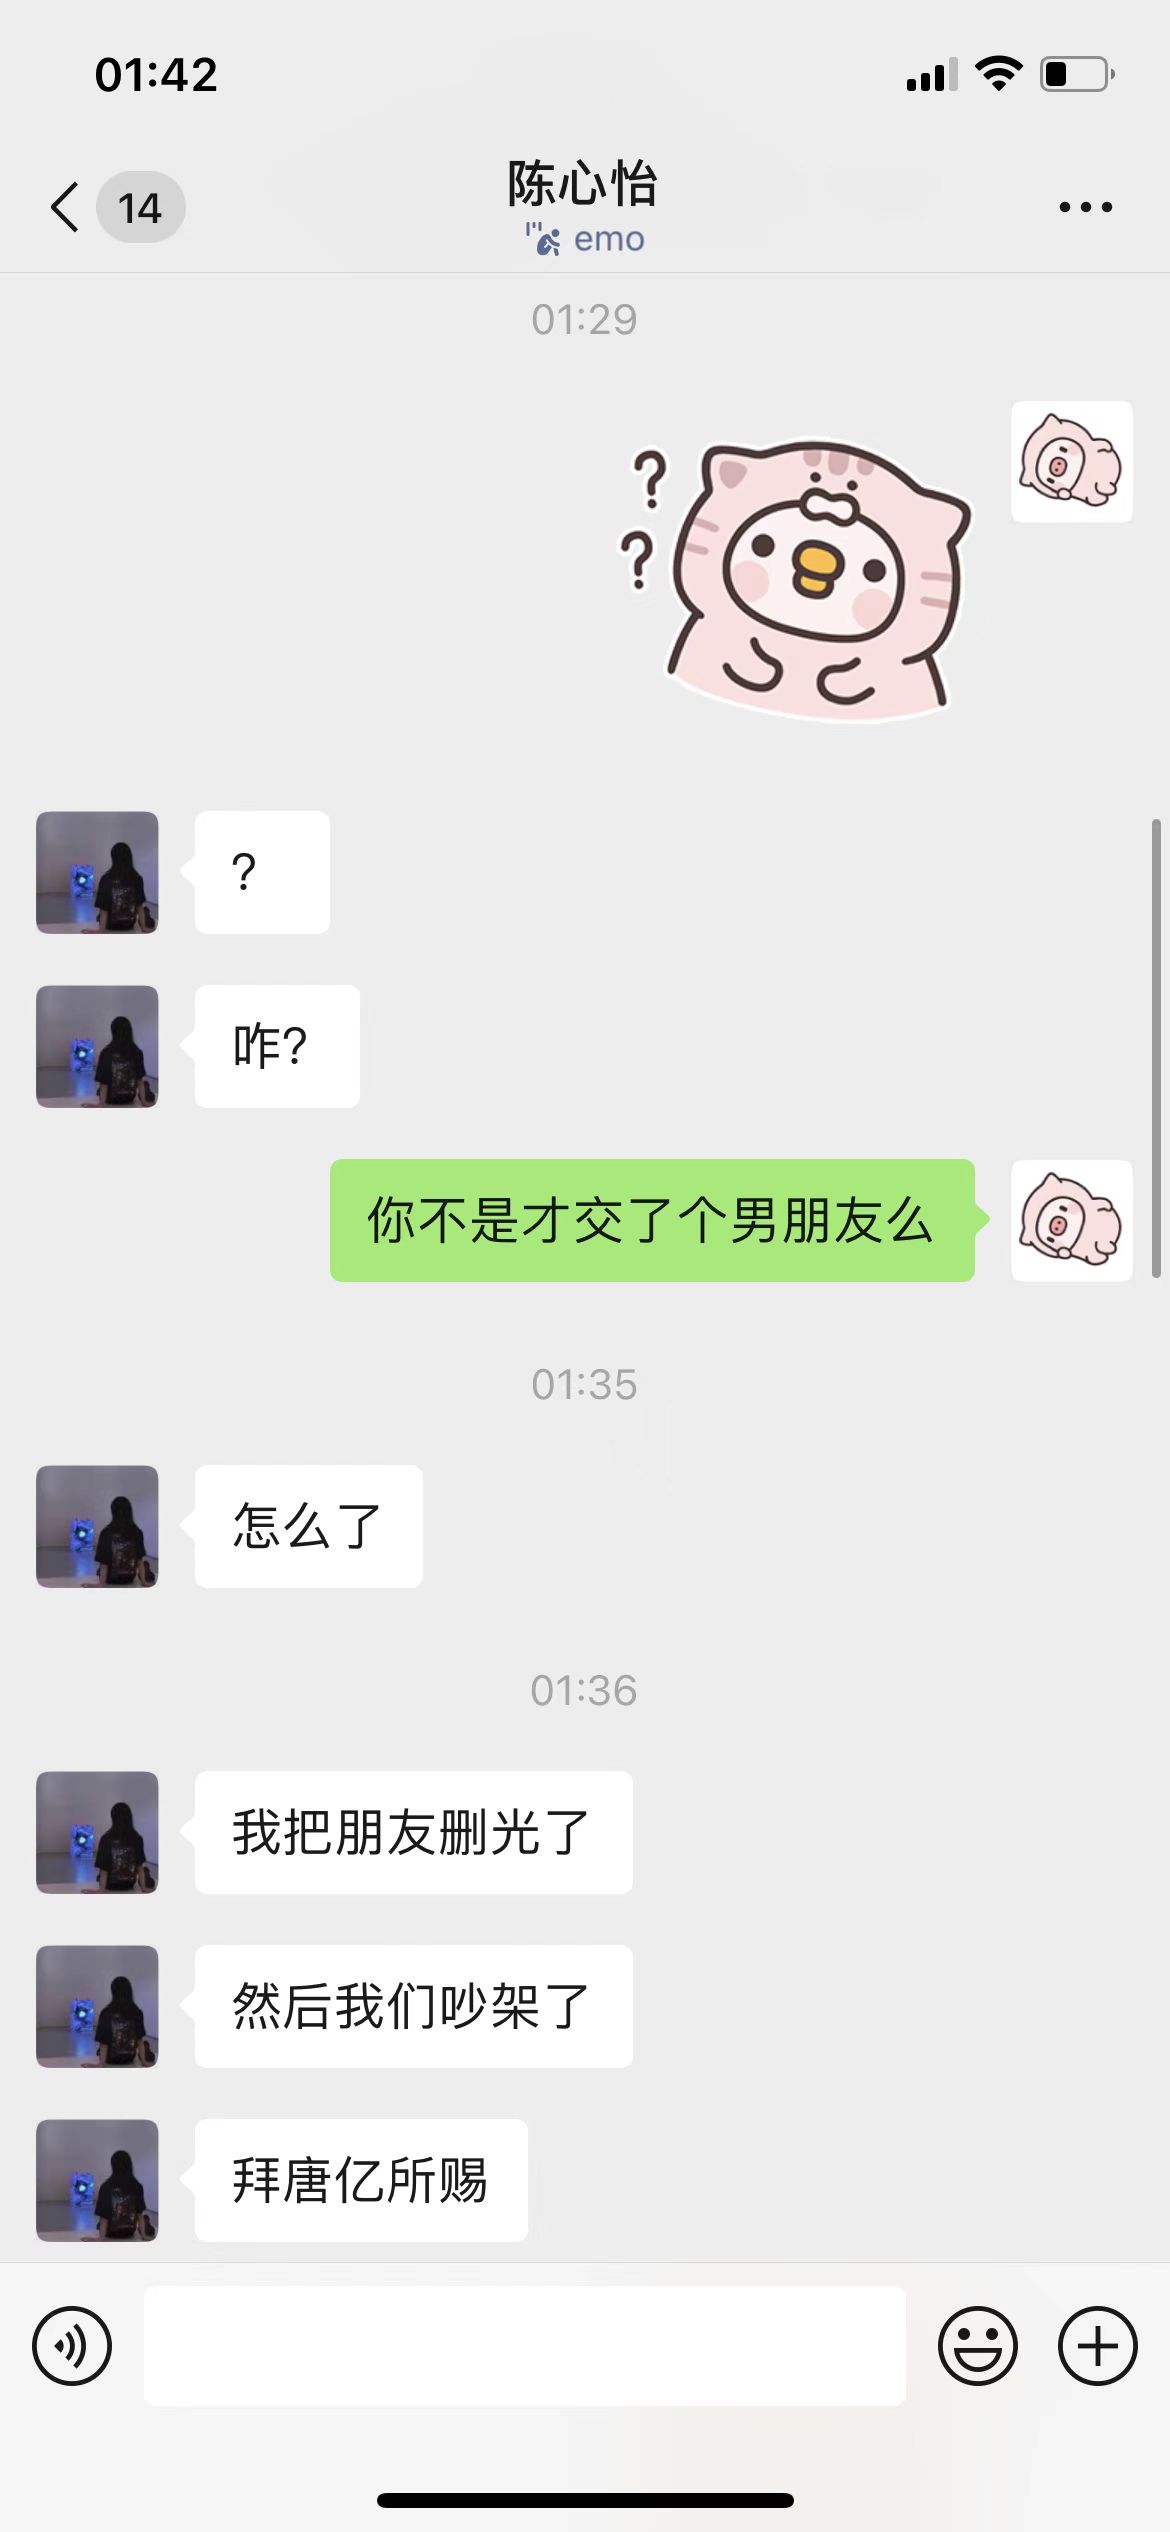 01:42
14
陈心怡
emo
01:29
?
?
?
咋?
你不是才交了个男朋友么
01:35
怎么了
01:36
我把朋友删光了
然后我们吵架了
拜唐亿所赐